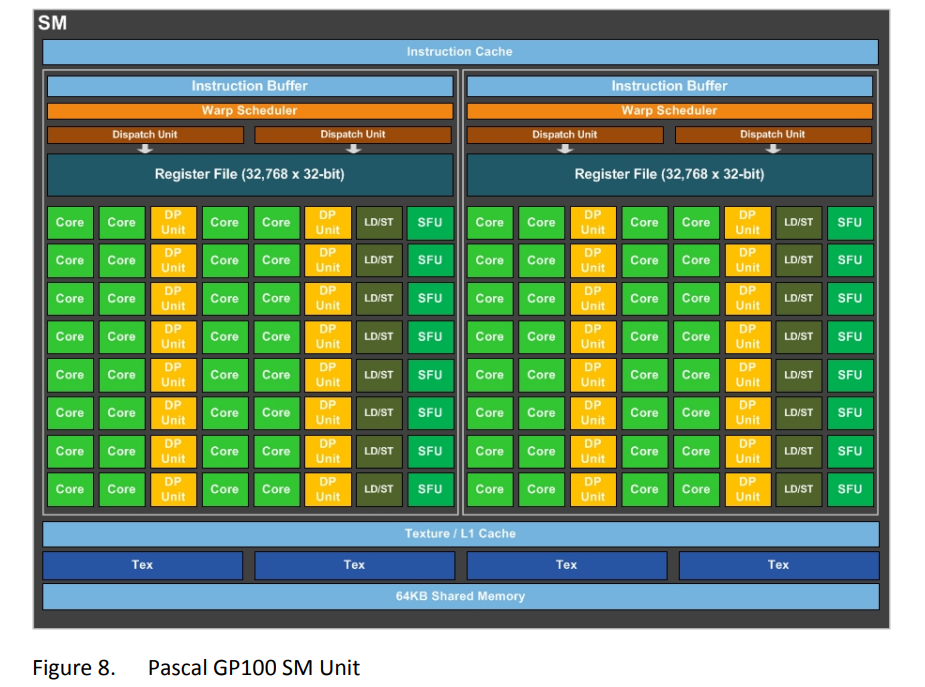 SM
Instruction Cache
Instruction Buffer Instruction Buffer
Warp Scheduler Warp Scheduler
Dispatch Unit Dispatch Unit Dispatch Unit Dispatch Unit
Register File (32,768 x 32-bit) Register File (32,768 x 32-bit)
Core Core DP Unit Core Core DP Unit LD/ST SFU Core Core DP Unit Core Core DP Unit LD/ST SFU
Core Core DP Unit Core Core DP Unit LD/ST SFU Core Core DP Unit Core Core DP Unit LD/ST SFU
Core Core DP Unit Core Core DP Unit LD/ST SFU Core Core DP Unit Core Core DP Unit LD/ST SFU
Core Core DP Unit Core Core DP Unit LD/ST SFU Core Core DP Unit Core Core DP Unit LD/ST SFU
Core Core DP Unit Core Core DP Unit LD/ST SFU Core Core DP Unit Core Core DP Unit LD/ST SFU
Core Core DP Unit Core Core DP Unit LD/ST SFU Core Core DP Unit Core Core DP Unit LD/ST SFU
Core Core DP Unit Core Core DP Unit LD/ST SFU Core Core DP Unit Core Core DP Unit LD/ST SFU
Core Core DP Unit Core Core DP Unit LD/ST SFU Core Core DP Unit Core Core DP Unit LD/ST SFU
Texture / L1 Cache
Tex Tex Tex Tex
64KB Shared Memory
Figure 8. Pascal GP100 SM Unit